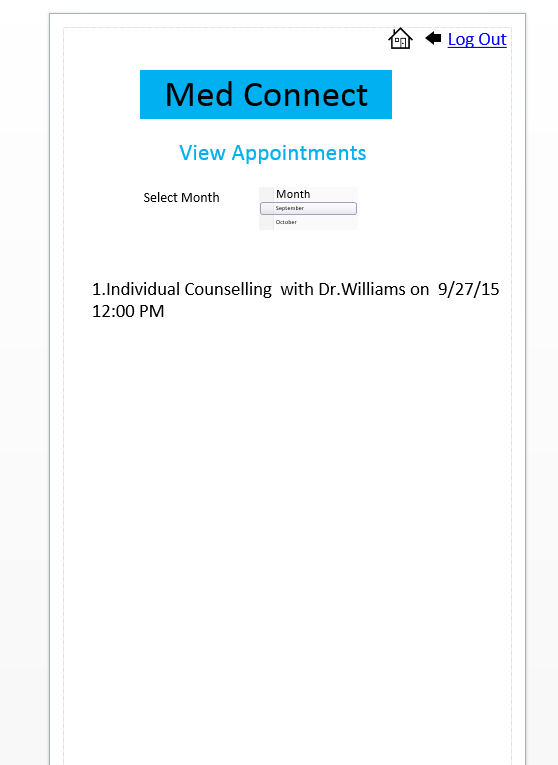 Log Out
Med Connect
View Appointments
Select Month
Month
September
October
1.Individual Counselling  with Dr.Williams on  9/27/15
12:00 PM